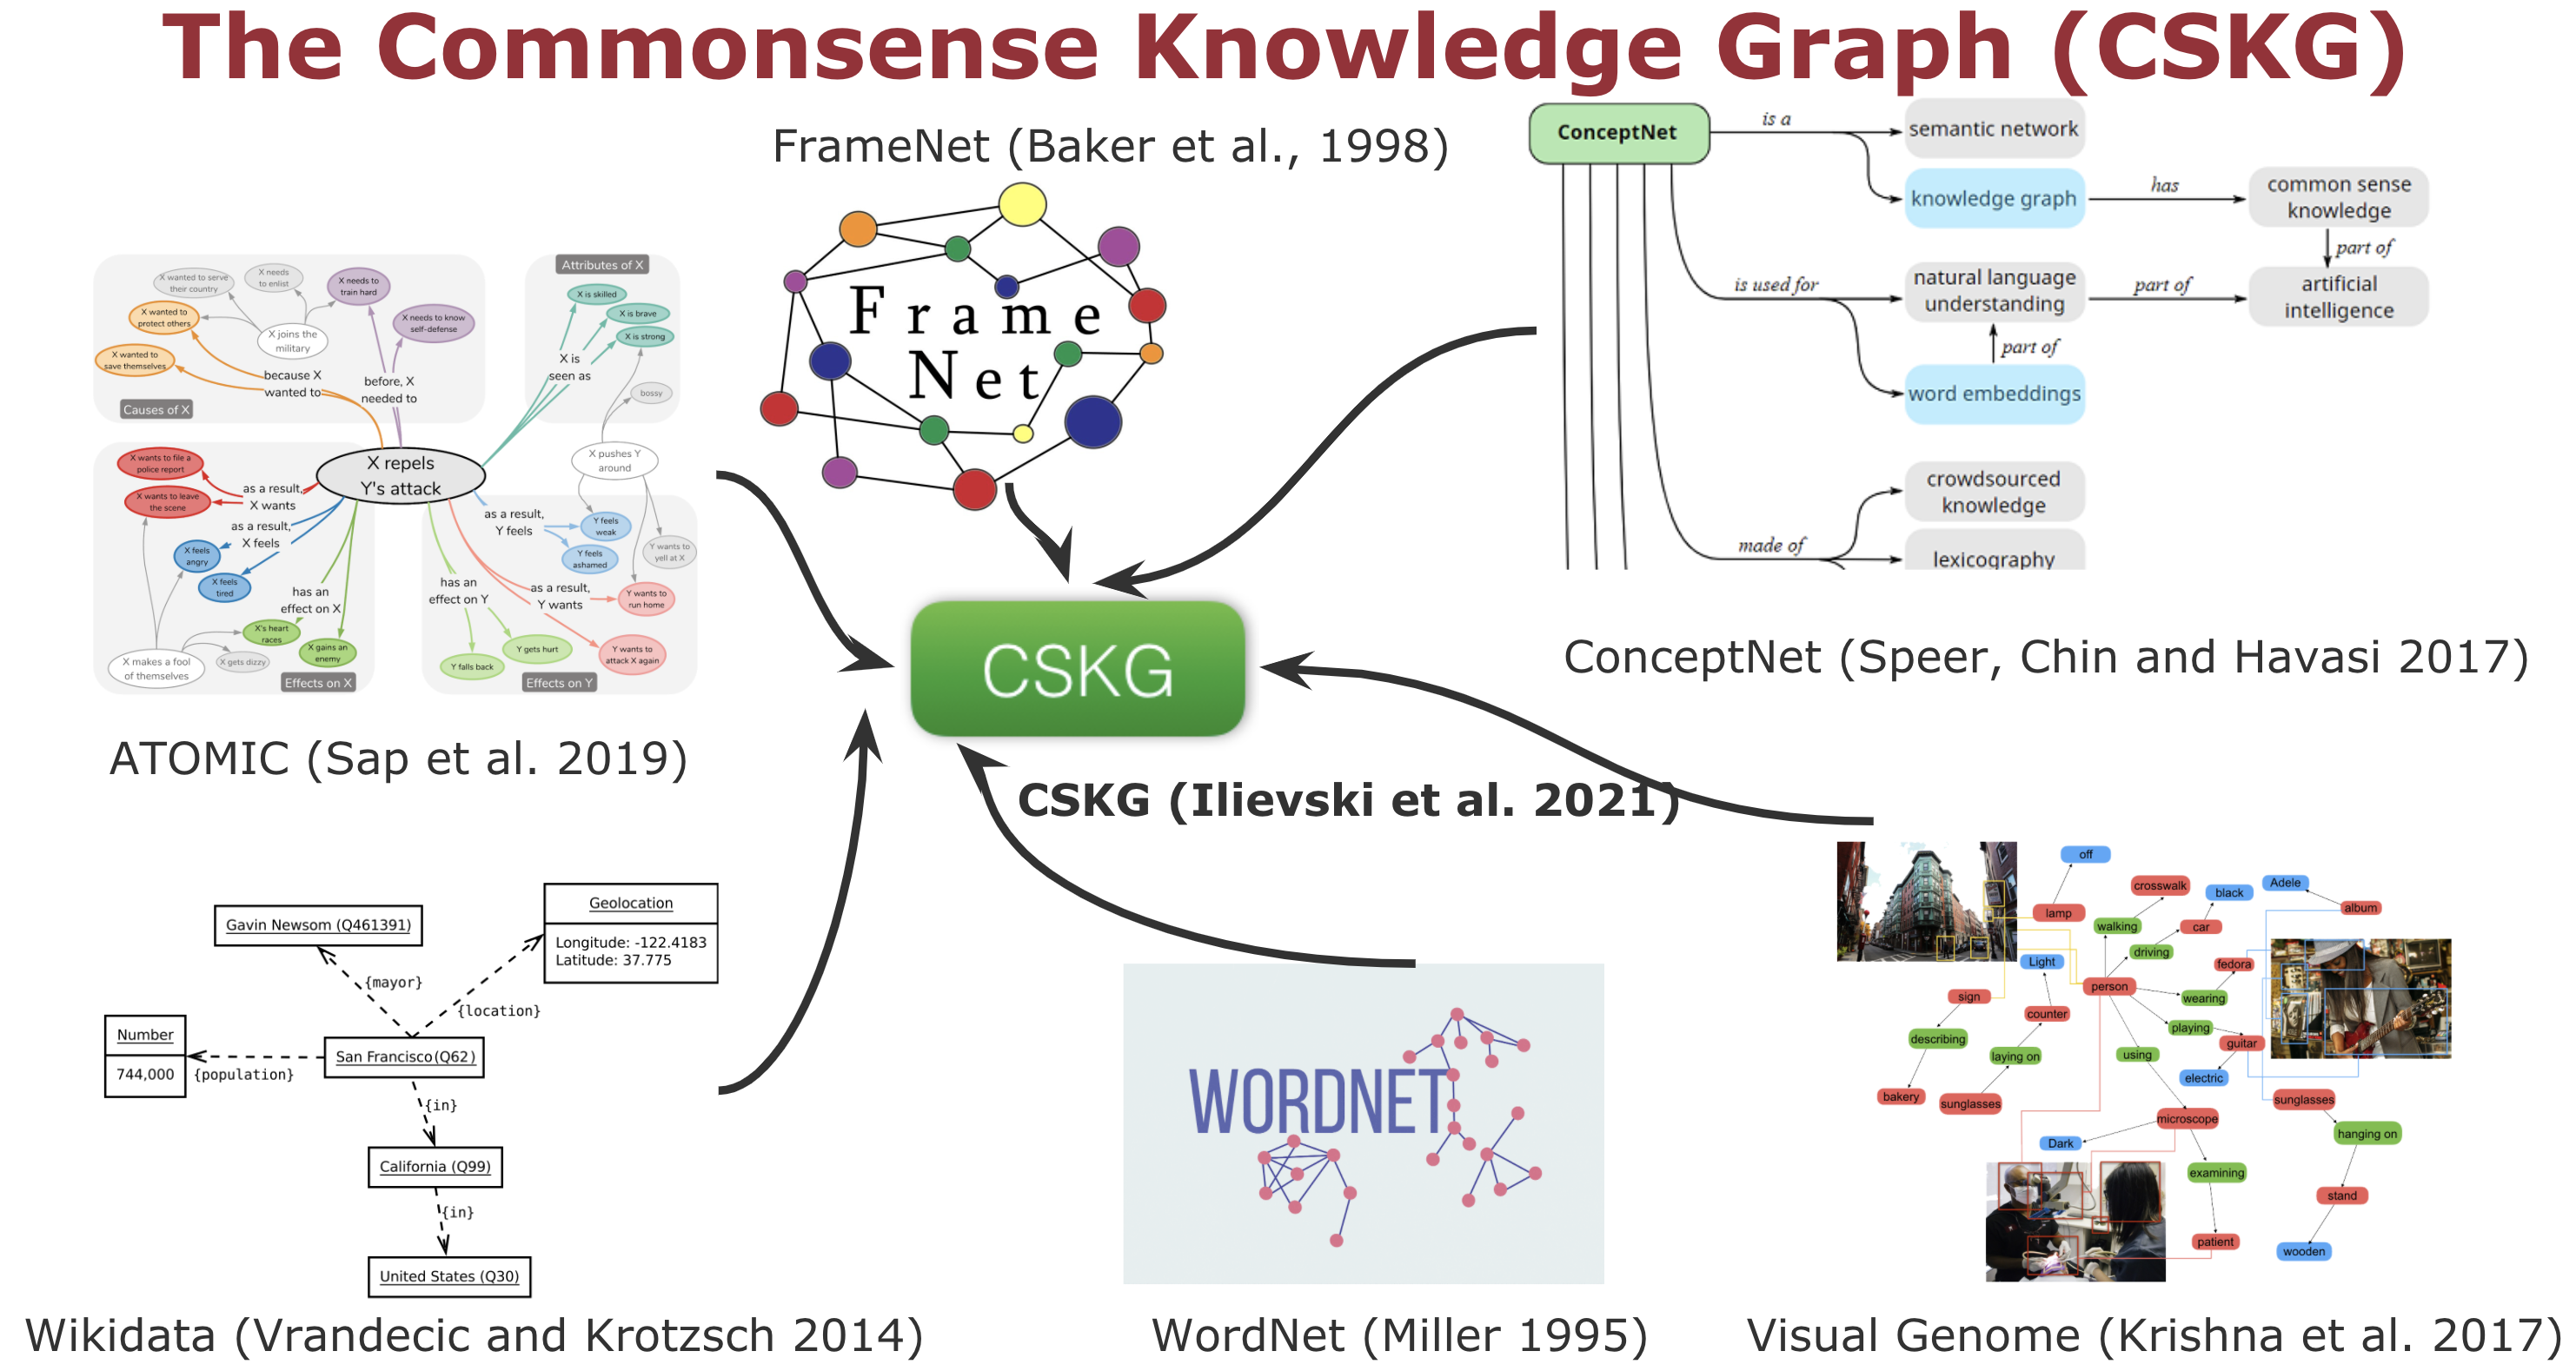 The Commonsense Knowledge Graph (CSKG)
FrameNet (Baker et al., 1998)
Frame
Net
ConceptNet
is a
semantic network
knowledge graph
has
common sense
knowledge
part of
is used for
natural language
understanding
part of
artificial
intelligence
part of
word embeddings
crowdsourced
knowledge
made of
lexicography
ConceptNet (Speer, Chin and Havasi 2017)
X wanted to serve
their country
X needs
to enlist
X needs to
train hard
X wanted to
protect others
X joins the
military
X needs to know
self-defense
X wanted to
save themselves
because X
wanted to
before, X
needed to
Causes of X
Attributes of X
X is skilled
X is brave
X is strong
X is
seen as
bossy
X repels
Y's attack
X pushes Y
around
X wants to file a
police report
X wants to leave
the scene
as a result,
X wants
as a result,
X feels
X feels
angry
X feels
tired
has an
effect on X
X's heart
races
X gains an
enemy
X makes a fool
of themselves
X gets dizzy
Effects on X
as a result,
Y feels
Y feels
weak
Y feels
ashamed
Y wants to
yell at X
has an
effect on Y
as a result,
Y wants
Y wants to
run home
Y gets hurt
Y falls back
Y wants to
attack X again
Effects on Y
ATOMIC (Sap et al. 2019)
CSKG
CSKG (Ilievski et al. 2021)
Gavin Newsom (Q461391)
Geolocation
Longitude: -122.4183
Latitude: 37.775
{mayor}
{location}
Number
744,000
{population}
San Francisco(Q62)
{in}
California (Q99)
{in}
United States (Q30)
Wikidata (Vrandecic and Krotzsch 2014)
WORDNET
WordNet (Miller 1995)
off
lamp
crosswalk
black
Adele
album
walking
car
driving
Light
fedora
person
wearing
sign
counter
playing
describing
laying on
using
guitar
electric
bakery
sunglasses
sunglasses
microscope
Dark
hanging on
examining
stand
patient
wooden
Visual Genome (Krishna et al. 2017)